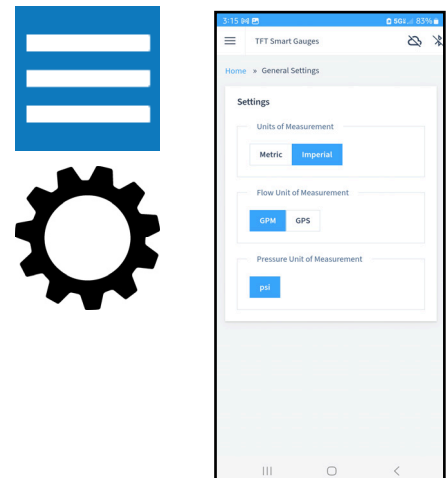 3:15
5G 83%
TFT Smart Gauges
Home » General Settings
Settings
Units of Measurement
Metric Imperial
Flow Unit of Measurement
GPM GPS
Pressure Unit of Measurement
psi